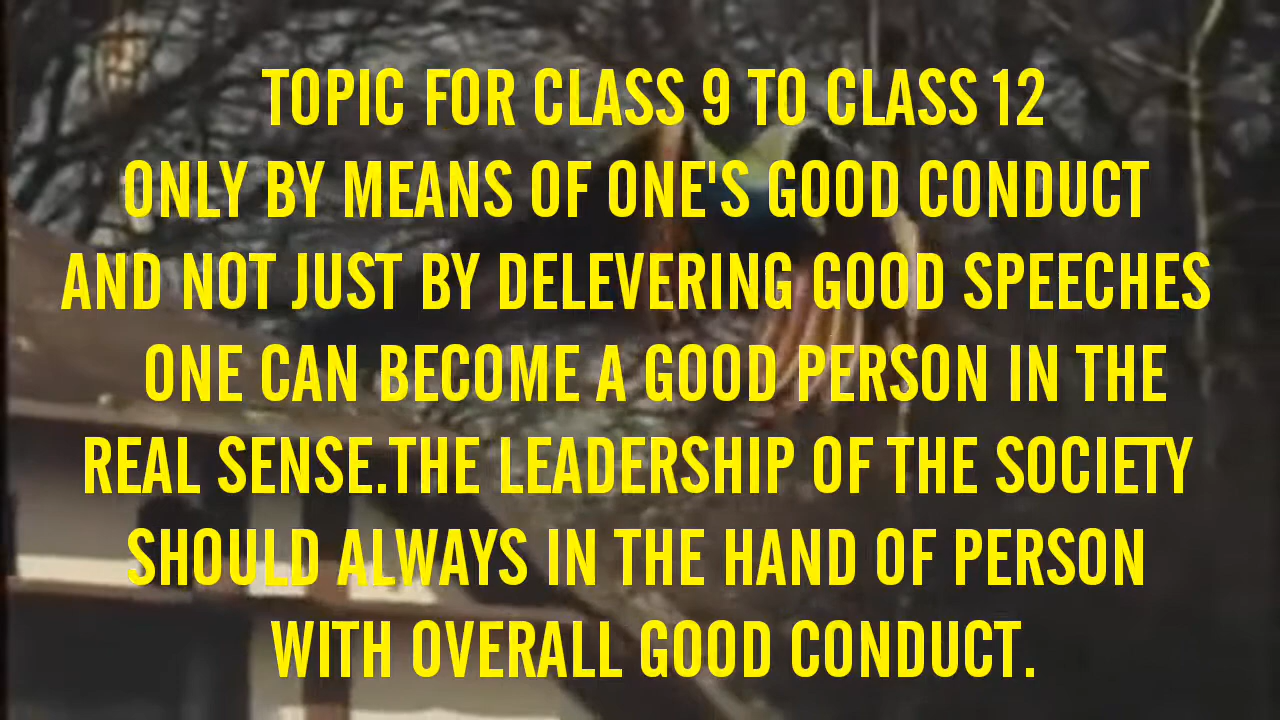 TOPIC FOR CLASS 9 TO CLASS 12
ONLY BY MEANS OF ONE'S GOOD CONDUCT
AND NOT JUST BY DELEVERING GOOD SPEECHES
ONE CAN BECOME A GOOD PERSON IN THE
REAL SENSE.THE LEADERSHIP OF THE SOCIETY
SHOULD ALWAYS IN THE HAND OF PERSON
WITH OVERALL GOOD CONDUCT.